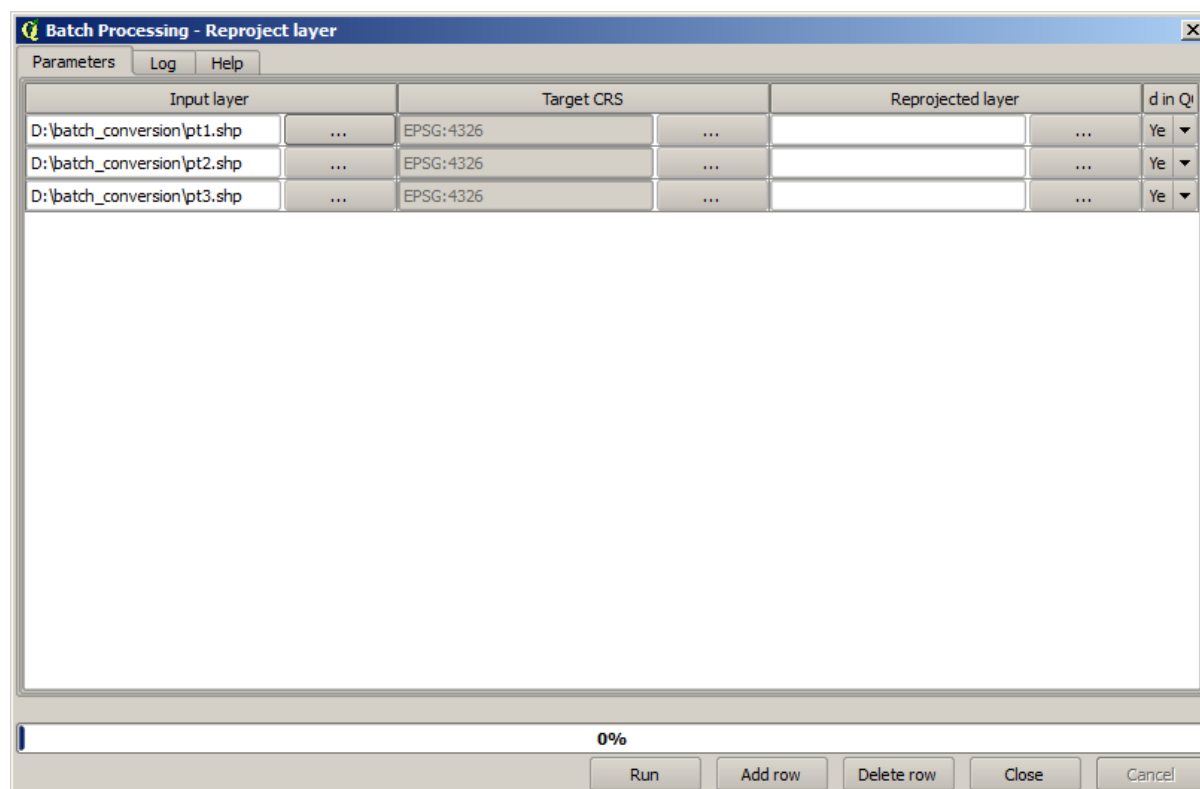 Batch Processing - Reproject layer
Parameters Log Help
Input layer Target CRS Reprojected layer d in Q
D:\batch_conversion\pt1.shp ... EPSG:4326 ... ... Ye
D:\batch_conversion\pt2.shp ... EPSG:4326 ... ... Ye
D:\batch_conversion\pt3.shp ... EPSG:4326 ... ... Ye
0%
Run Add row Delete row Close Cancel